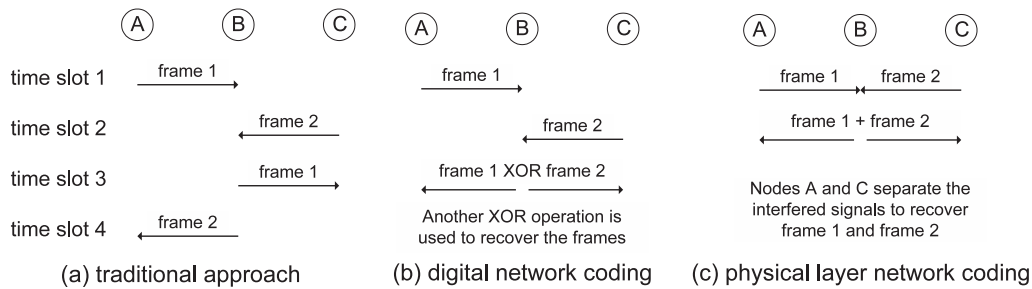 A B C A B C A B C
time slot 1 frame 1 frame 1 frame 1 frame 2
time slot 2 frame 2 frame 2 frame 1 + frame 2
time slot 3 frame 1 frame 1 XOR frame 2
Nodes A and C separate the
interfered signals to recover
frame 1 and frame 2
time slot 4 frame 2
Another XOR operation is
used to recover the frames
(a) traditional approach (b) digital network coding (c) physical layer network coding